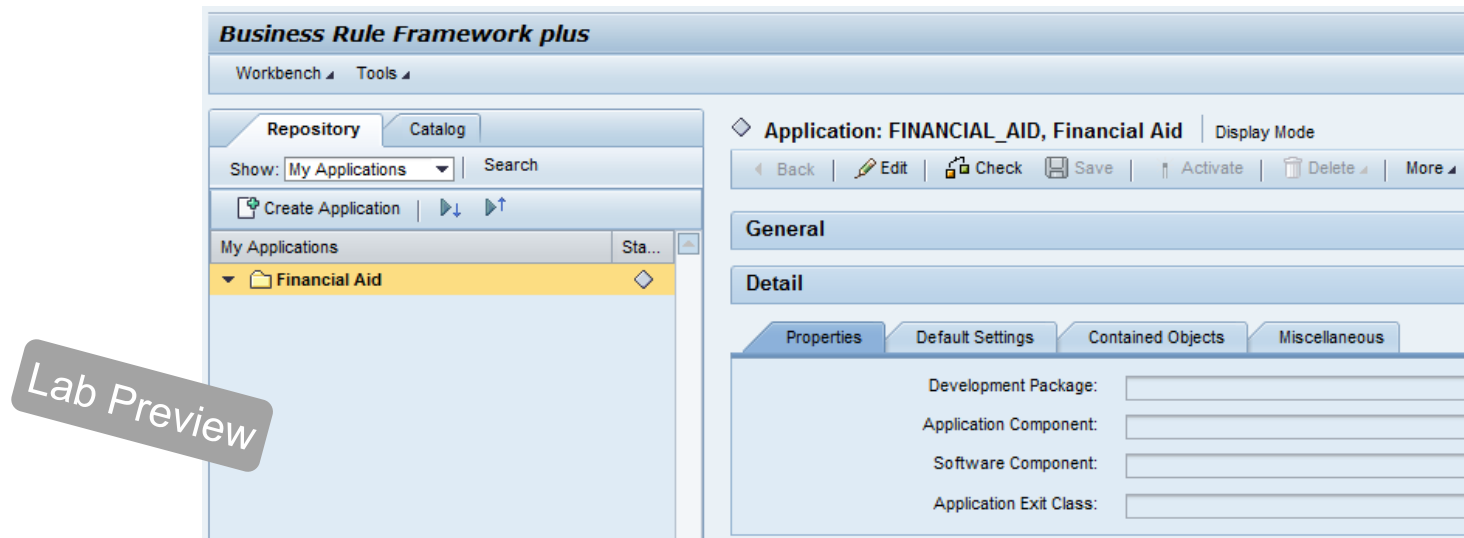 Business Rule Framework plus
Workbench Tools
Repository Catalog
Show: My Applications Search
Create Application
My Applications Sta...
Financial Aid
Application: FINANCIAL_AID, Financial Aid Display Mode
Back Edit Check Save Activate Delete More
General
Detail
Properties Default Settings Contained Objects Miscellaneous
Development Package:
Application Component:
Software Component:
Application Exit Class:
Lab Preview